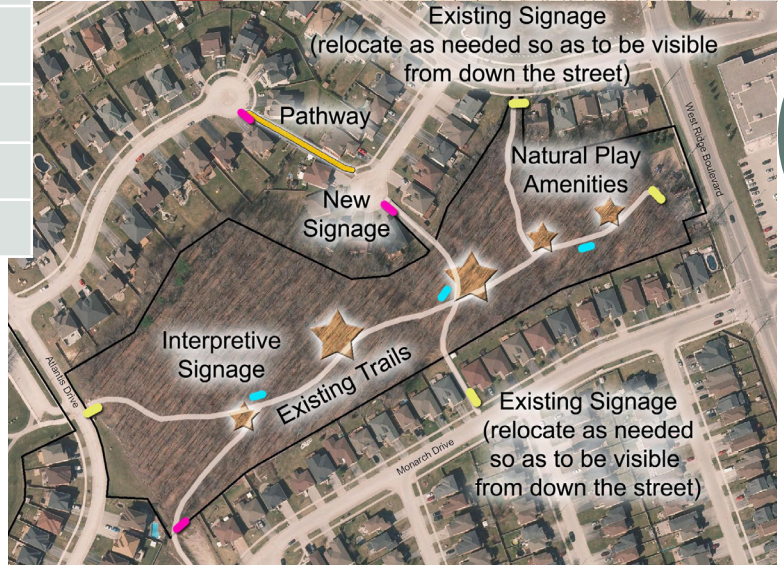 Existing Signage
(relocate as needed so as to be visible
from down the street)
Pathway
West Ridge Boulevard
Natural Play
Amenities
New
Signage
Interpretive
Signage
Existing Trails
Atlantis Drive
Existing Signage
(relocate as needed
so as to be visible
from down the street)
Monarch Drive